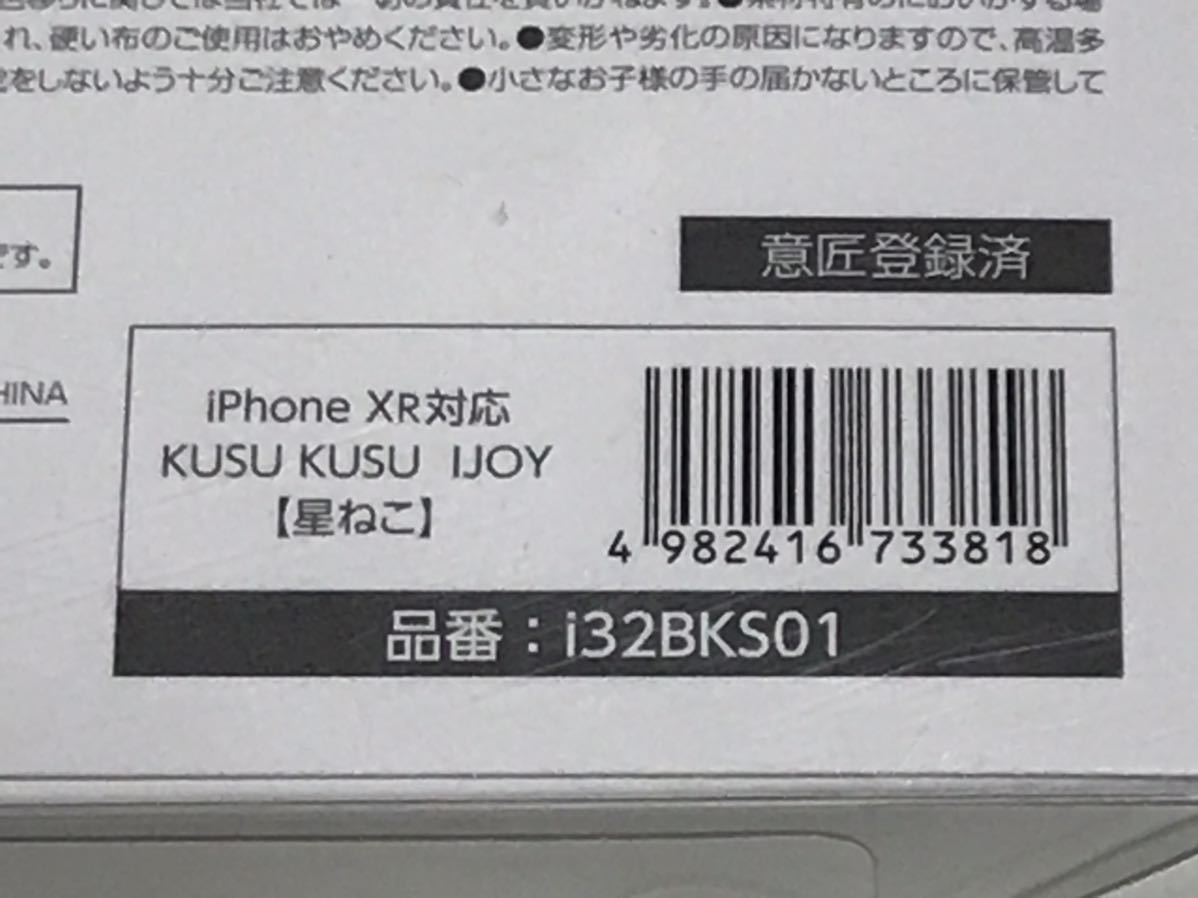 れ、硬い布のご使用はおやめください。●変形や劣化の原因になりますので、高温多
をしないよう十分ご注意ください。●小さなお子様の手の届かないところに保管して
です。
意匠登録済
HINA
iPhone XR対応
KUSU KUSU IJOY
【星ねこ】
4 982416 733818
品番：i32BKS01